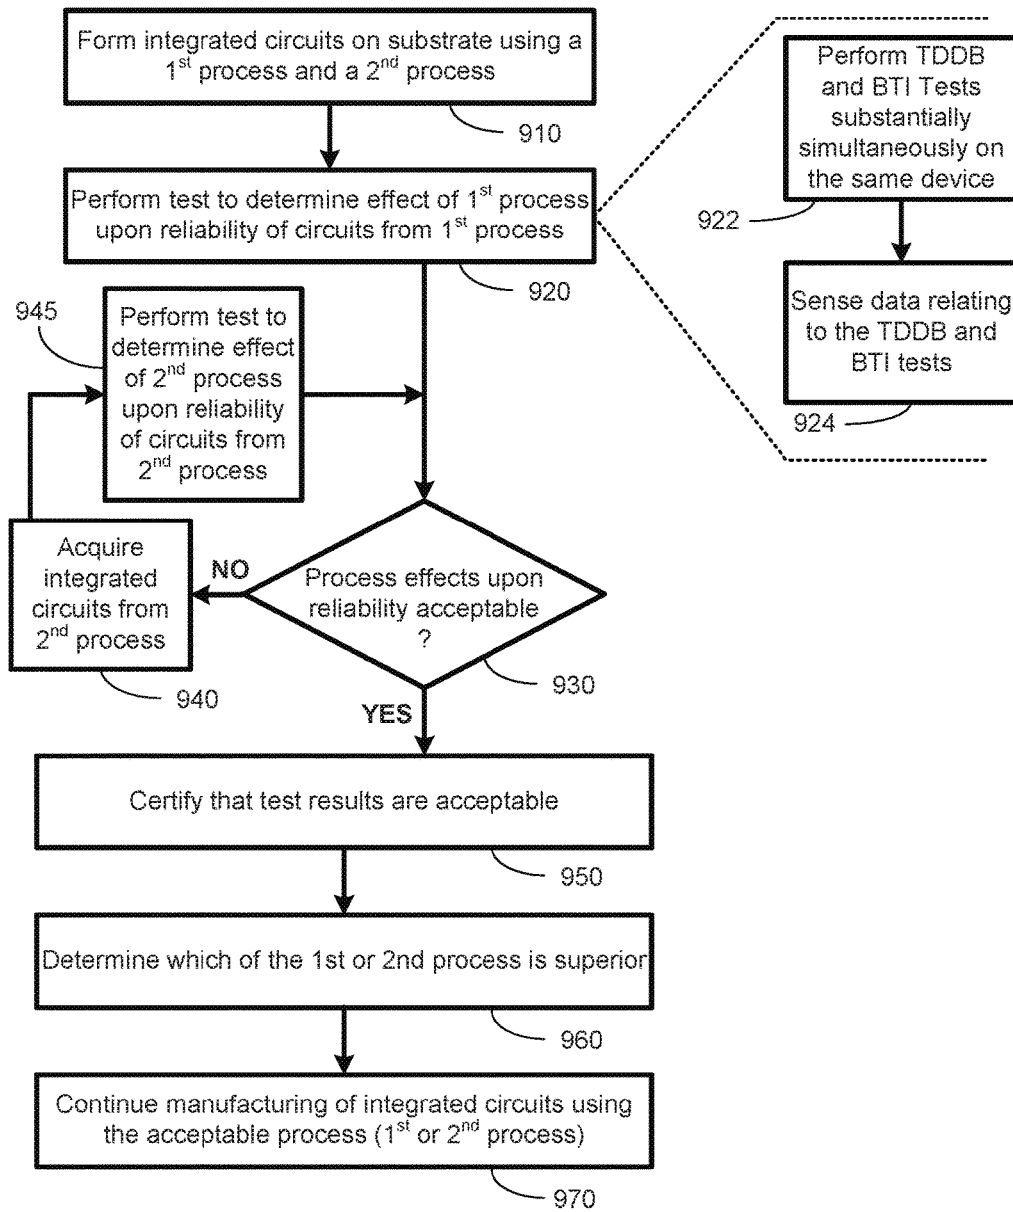 Form integrated circuits on substrate using a
1st process and a 2nd process
910
Perform test to determine effect of 1st process
upon reliability of circuits from 1st process
920
Perform TDDB
and BTI Tests
substantially
simultaneously on
the same device
922
Sense data relating
to the TDDB and
BTI tests
924
945
Perform test to
determine effect
of 2nd process
upon reliability
of circuits from
2nd process
Acquire
integrated
circuits from
2nd process
940
NO
Process effects upon
reliability acceptable
?
930
YES
Certify that test results are acceptable
950
Determine which of the 1st or 2nd process is superior
960
Continue manufacturing of integrated circuits using
the acceptable process (1st or 2nd process)
970